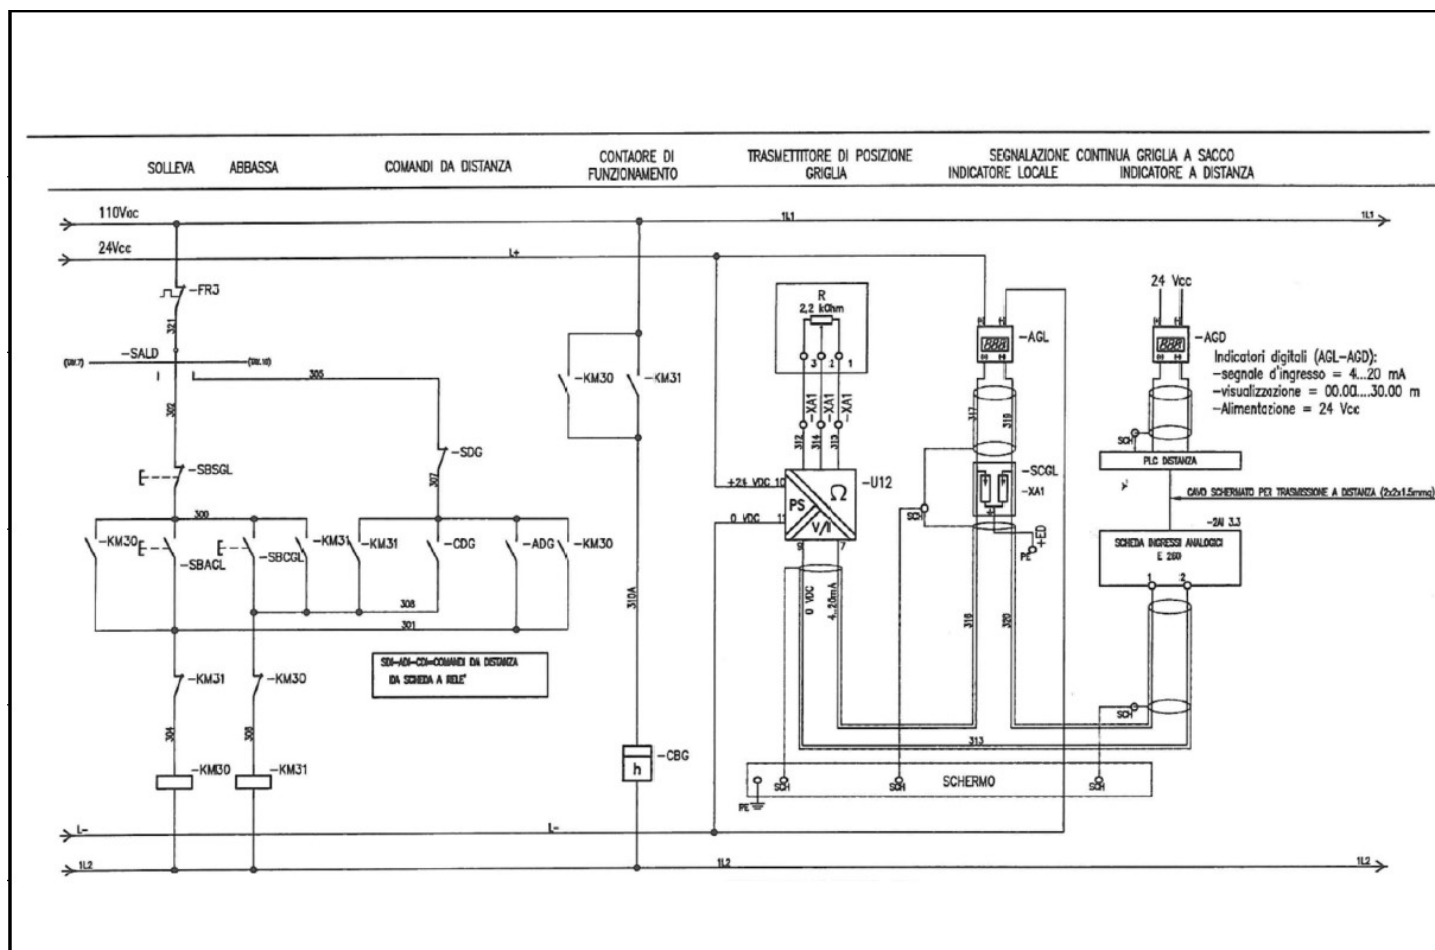 SOLLEVA
ABBASSA
COMANDI DA DISTANZA
CONTAORE DI
FUNZIONAMENTO
TRASMETTITORE DI POSIZIONE
GRIGLIA
SEGNALAZIONE CONTINUA GRIGLIA A SACCO
INDICATORE LOCALE
INDICATORE A DISTANZA
110Vac
1L1
1L1
24Vcc
L+
-FR3
321
-SALD
305
302
-SBSGL
300
-KM30
-SBAGL
-SBCGL
-KM31
-KM31
-SDG
307
-CDG
-ADG
-KM30
308
301
-KM31
-KM30
304
-KM30
-KM31
SDI-ADI-CDI=COMANDI DA DISTANZA
DA SCHEDA A RELE'
-KM30
-KM31
310A
-CBG
h
R
2,2 kOhm
3
2
1
-XA1
-XA1
-XA1
312
314
315
+24 VDC 10
0 VDC 11
PS
Ω
V/I
-U12
9
7
0 VDC
4...20mA
-AGL
317
319
-SCGL
-XA1
SCH
PE
+ED
320
24 Vcc
-AGD
Indicatori digitali (AGL-AGD):
-segnale d'ingresso = 4...20 mA
-visualizzazione = 00.00....30.00 m
-Alimentazione = 24 Vcc
SCH
PLC DISTANZA
CAVO SCHERMATO PER TRASMISSIONE A DISTANZA (2x2x1.5mmq)
-2AI 3.3
SCHEDA INGRESSI ANALOGICI
E 260
1
2
SCH
313
SCHERMO
PE
SCH
SCH
SCH
L-
L-
1L2
1L2
1L2